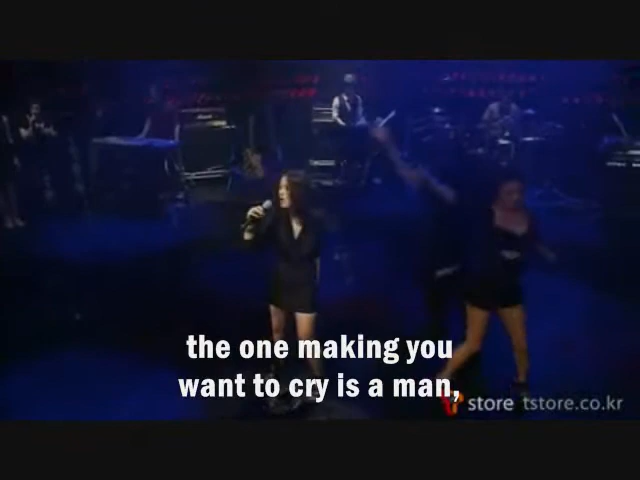 the one making you
want to cry is a man,
store tstore.co.kr